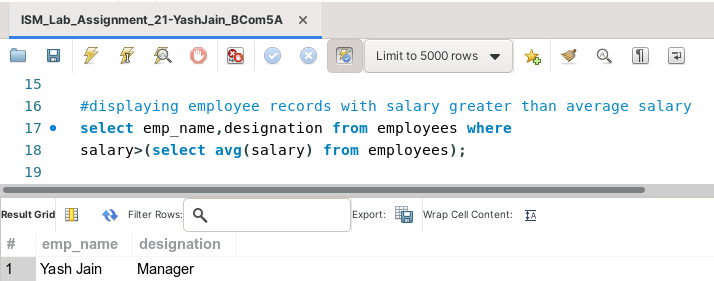 ISM_Lab_Assignment_21-YashJain_BCom5A ×
Limit to 5000 rows
15
16 #displaying employee records with salary greater than average salary
17 select emp_name,designation from employees where
18 salary>(select avg(salary) from employees);
19
Result Grid Filter Rows: Export: Wrap Cell Content: IA
# emp_name designation
1 Yash Jain Manager